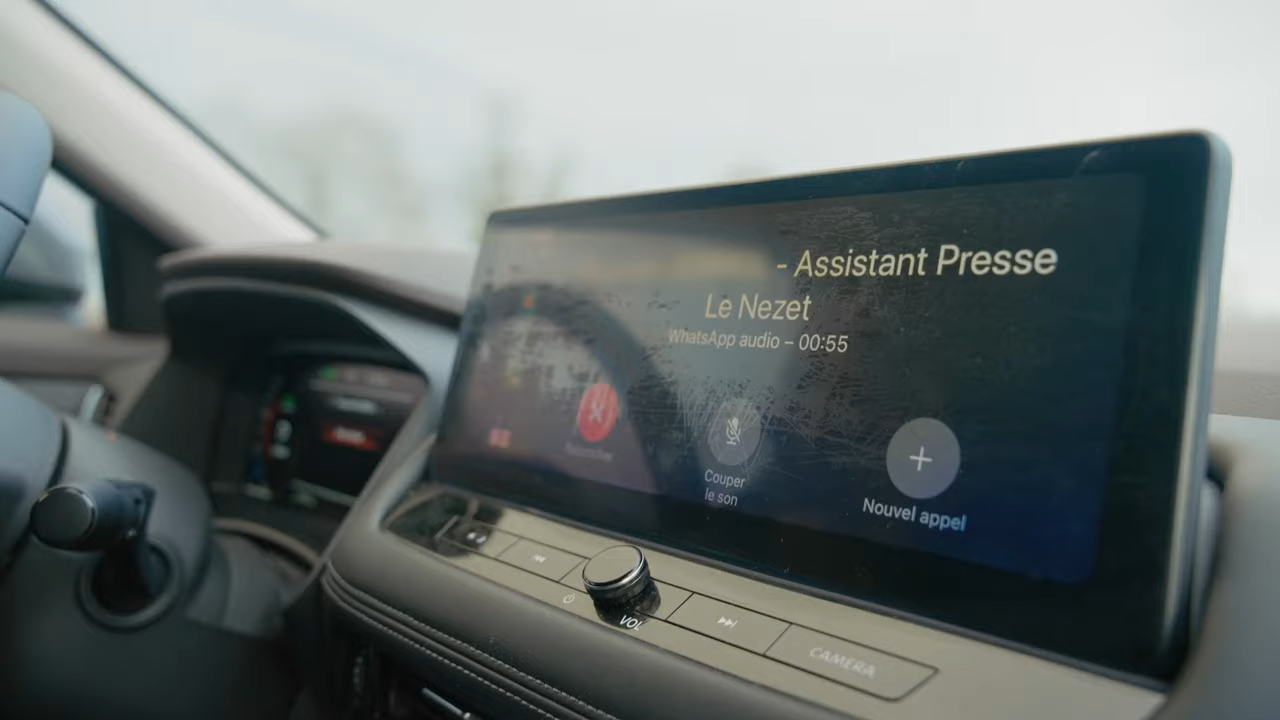 - Assistant Presse
Le Nezet
WhatsApp audio – 00:55
Couper
le son
Nouvel appel
VOL
CAMERA